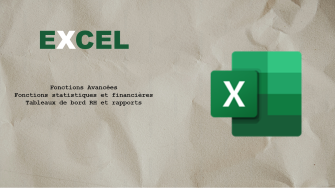 EXCEL
Fonctions Avancées
Fonctions statistiques et financières
Tableaux de bord RH et rapports
X